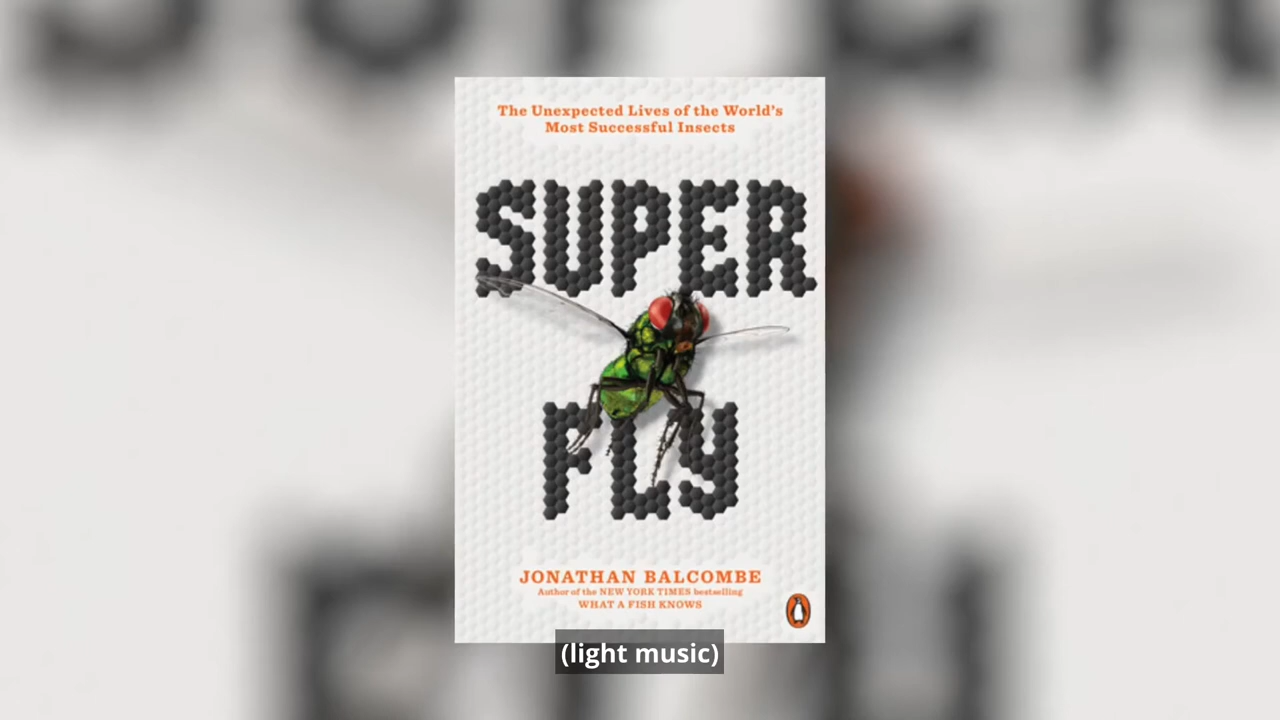 The Unexpected Lives of the World's
Most Successful Insects
SUPER
FLY
JONATHAN BALCOMBE
Author of the NEW YORK TIMES bestselling
WHAT A FISH KNOWS
(light music)